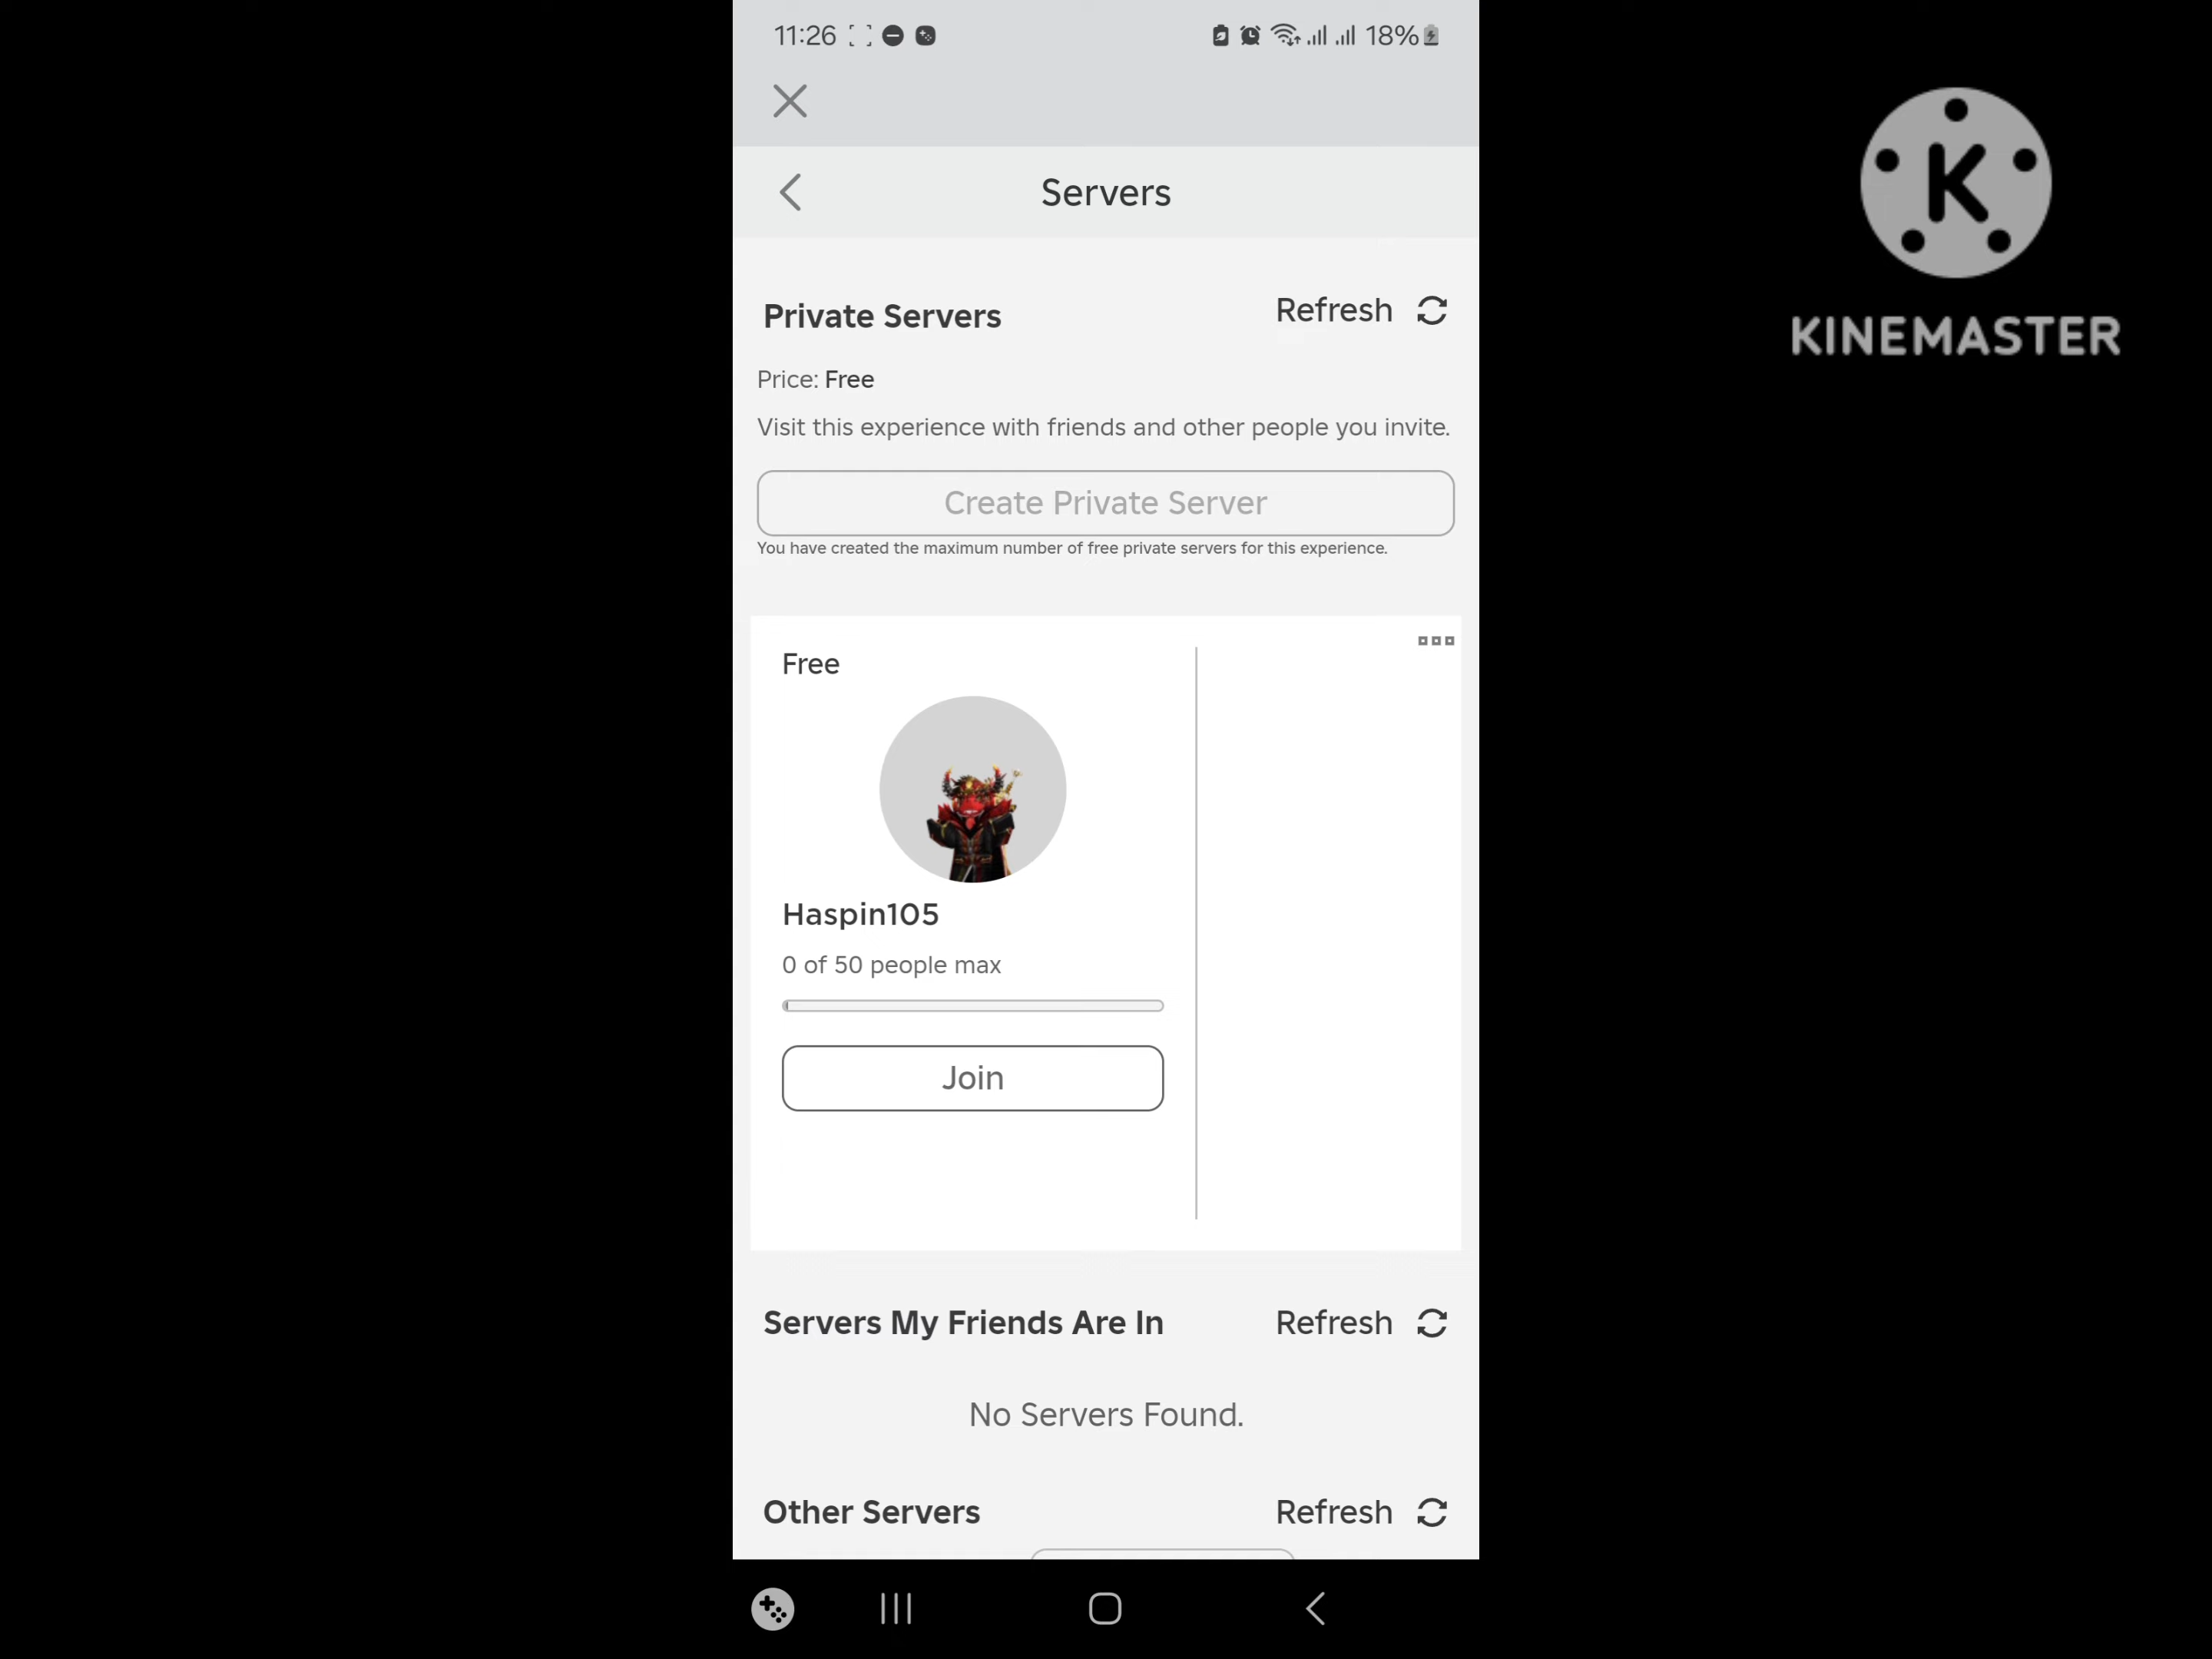 11:26
18%
KINEMASTER
Servers
Private Servers
Refresh
Price: Free
Visit this experience with friends and other people you invite.
Create Private Server
You have created the maximum number of free private servers for this experience.
Free
Haspin105
0 of 50 people max
Join
Servers My Friends Are In
Refresh
No Servers Found.
Other Servers
Refresh